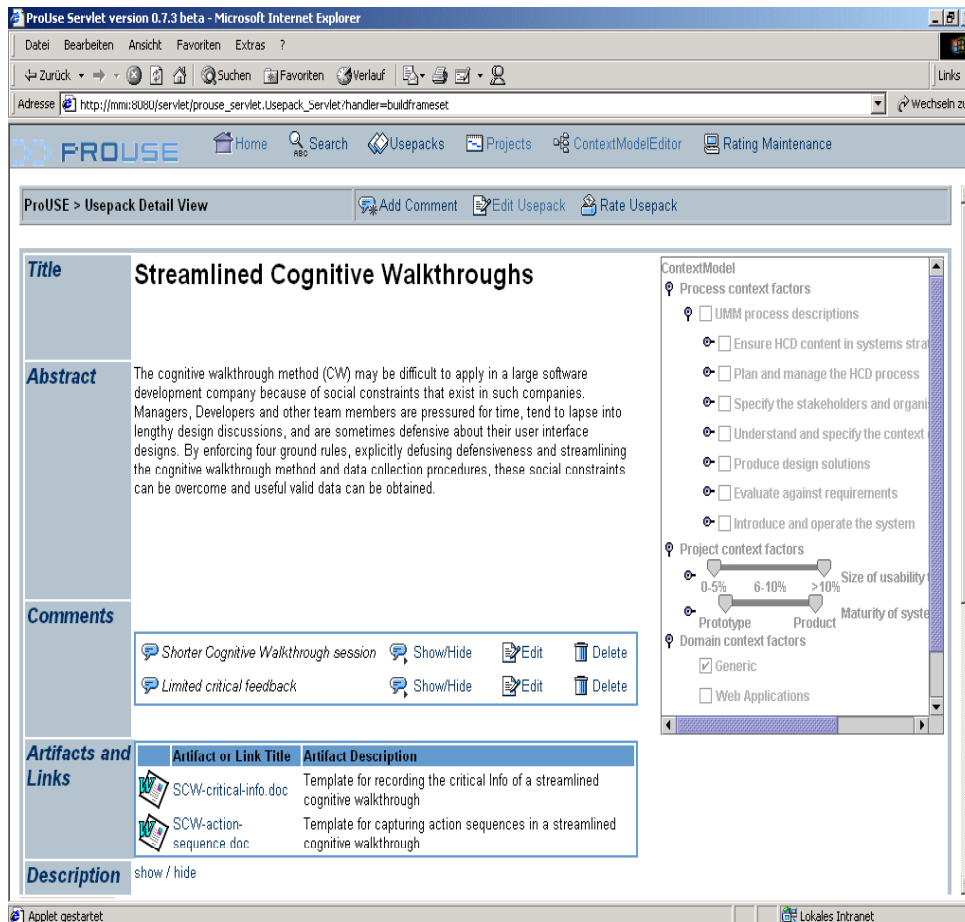 ProUse Servlet version 0.7.3 beta - Microsoft Internet Explorer
Datei Bearbeiten Ansicht Favoriten Extras ?
Zurück Suchen Favoriten Verlauf Links
Adresse http://mmi:8080/servlet/prouse_servlet.Usepack_Servlet?handler=buildframeset Wechseln zu
PROUSE Home ABC Search Usepacks Projects ContextModelEditor Rating Maintenance
ProUSE > Usepack Detail View Add Comment Edit Usepack Rate Usepack
Title
Streamlined Cognitive Walkthroughs
Abstract
The cognitive walkthrough method (CW) may be difficult to apply in a large software
development company because of social constraints that exist in such companies.
Managers, Developers and other team members are pressured for time, tend to lapse into
lengthy design discussions, and are sometimes defensive about their user interface
designs. By enforcing four ground rules, explicitly defusing defensiveness and streamlining
the cognitive walkthrough method and data collection procedures, these social constraints
can be overcome and useful valid data can be obtained.
Comments
Shorter Cognitive Walkthrough session Show/Hide Edit Delete
Limited critical feedback Show/Hide Edit Delete
Artifacts and
Links
Artifact or Link Title Artifact Description
SCW-critical-info.doc
Template for recording the critical Info of a streamlined
cognitive walkthrough
SCW-action-
sequence.doc
Template for capturing action sequences in a streamlined
cognitive walkthrough
Description show / hide
ContextModel
Process context factors
UMM process descriptions
Ensure HCD content in systems stra
Plan and manage the HCD process
Specify the stakeholders and organi
Understand and specify the context
Produce design solutions
Evaluate against requirements
Introduce and operate the system
Project context factors
0-5% 6-10% >10% Size of usability
Prototype Product Maturity of syste
Domain context factors
Generic
Web Applications
Applet gestartet Lokales Intranet